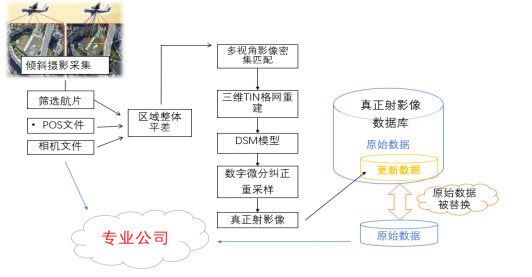 倾斜摄影采集
筛选航片
• POS文件
相机文件
区域整体
平差
多视角影像密
集匹配
三维TIN格网重
建
DSM模型
数字微分纠正
重采样
真正射影像
真正射影像
数据库
原始数据
更新数据
原始数据
被替换
原始数据
专业公司